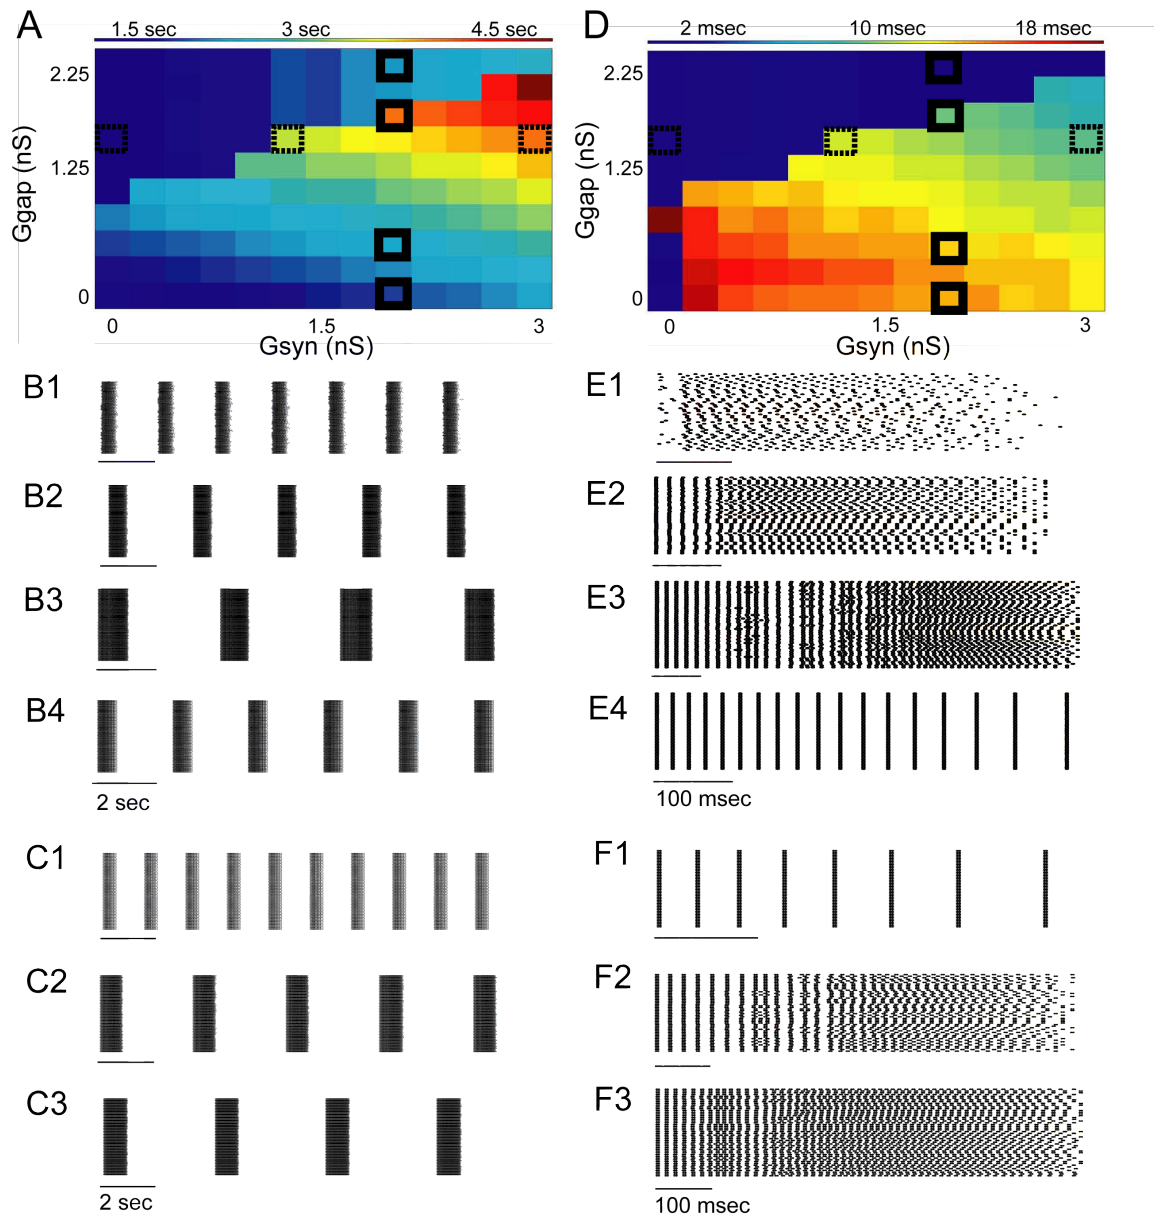 A
1.5 sec 3 sec 4.5 sec
2.25
1.25
0
Ggap (nS)
0 1.5 3
Gsyn (nS)
D
2 msec 10 msec 18 msec
2.25
1.25
0
Ggap (nS)
0 1.5 3
Gsyn (nS)
B1
B2
B3
B4
2 sec
E1
E2
E3
E4
100 msec
C1
C2
C3
2 sec
F1
F2
F3
100 msec